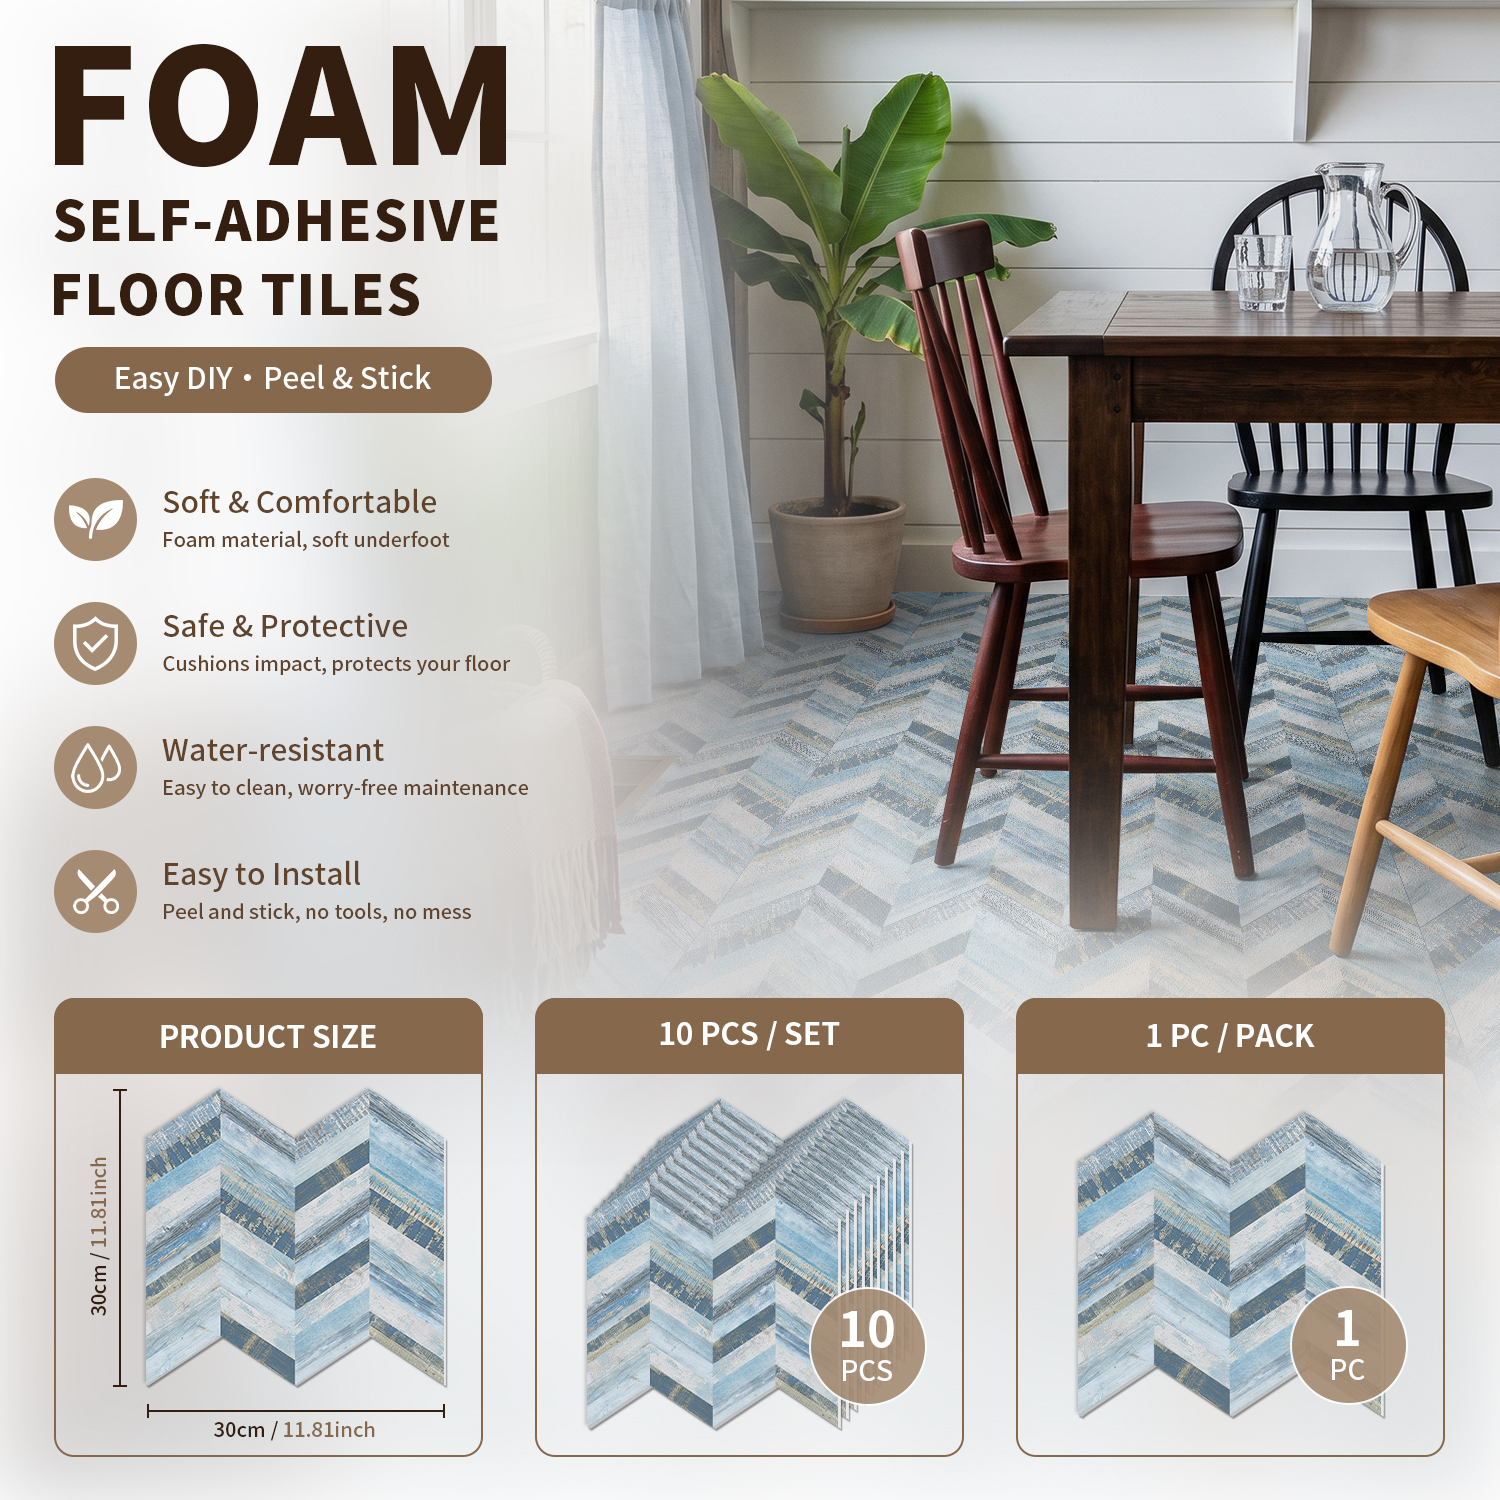 FOAM
SELF-ADHESIVE
FLOOR TILES
Easy DIY • Peel & Stick
Soft & Comfortable
Foam material, soft underfoot
Safe & Protective
Cushions impact, protects your floor
Water-resistant
Easy to clean, worry-free maintenance
Easy to Install
Peel and stick, no tools, no mess
PRODUCT SIZE
30cm / 11.81inch
30cm / 11.81inch
10 PCS / SET
10
PCS
1 PC / PACK
1
PC